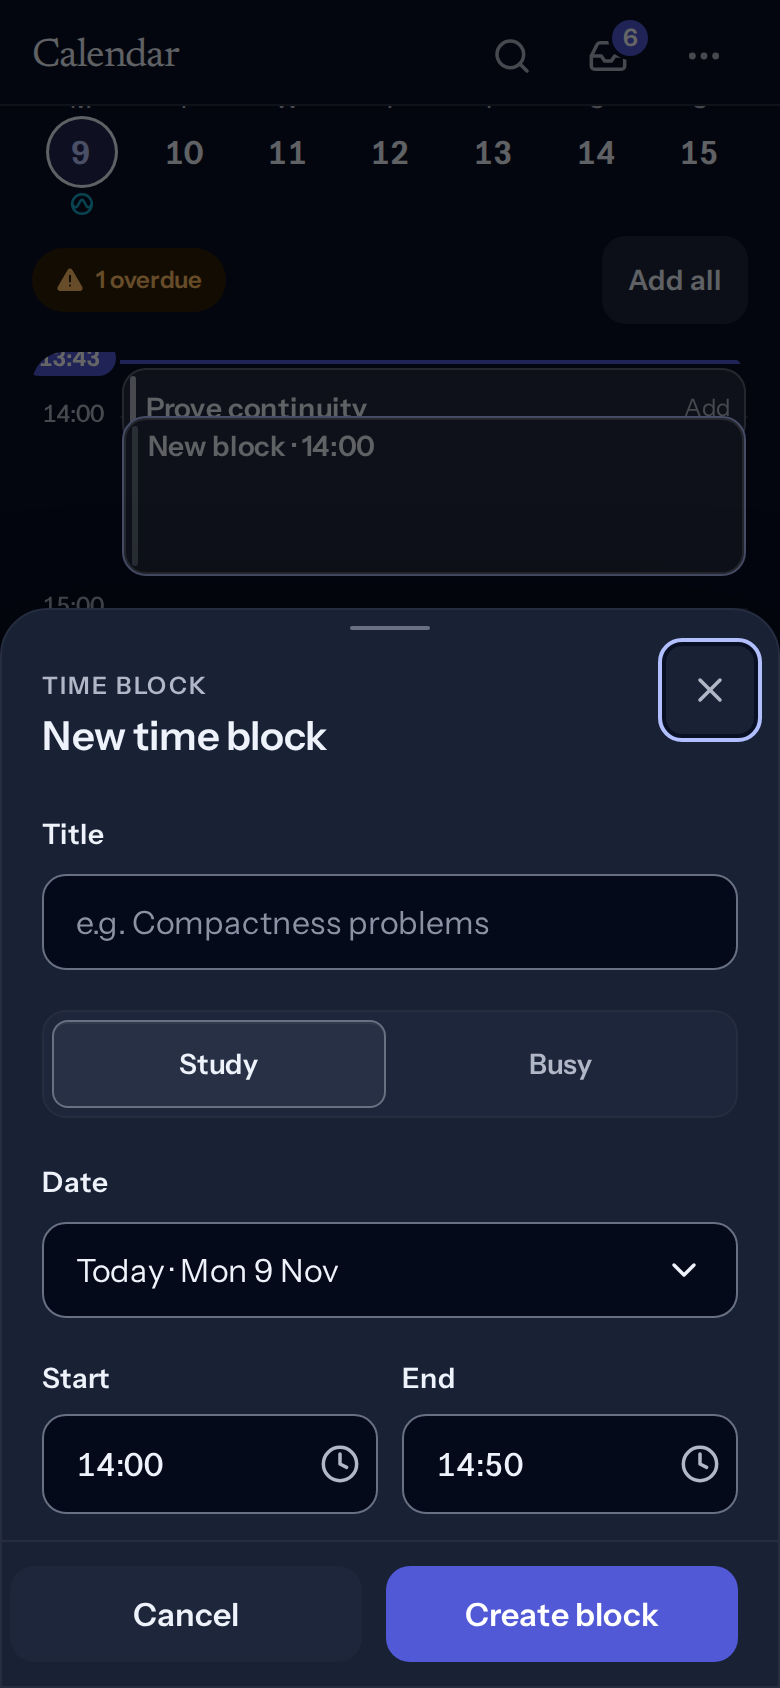 Calendar
6
9 10 11 12 13 14 15
1 overdue
Add all
13:43
14:00
Prove continuity
Add
New block · 14:00
15:00
TIME BLOCK
New time block
Title
e.g. Compactness problems
Study
Busy
Date
Today · Mon 9 Nov
Start
End
14:00
14:50
Cancel
Create block